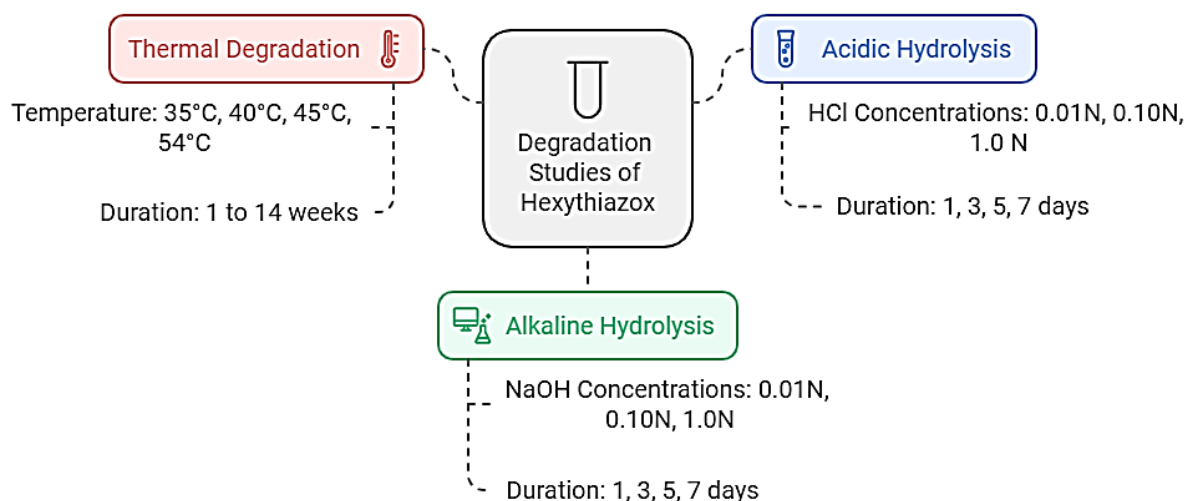 Thermal Degradation
Temperature: 35°C, 40°C, 45°C,
54°C
Duration: 1 to 14 weeks
Degradation
Studies of
Hexythiazox
Acidic Hydrolysis
HCl Concentrations: 0.01N, 0.10N,
1.0 N
Duration: 1, 3, 5, 7 days
Alkaline Hydrolysis
NaOH Concentrations: 0.01N,
0.10N, 1.0N
Duration: 1, 3, 5, 7 days